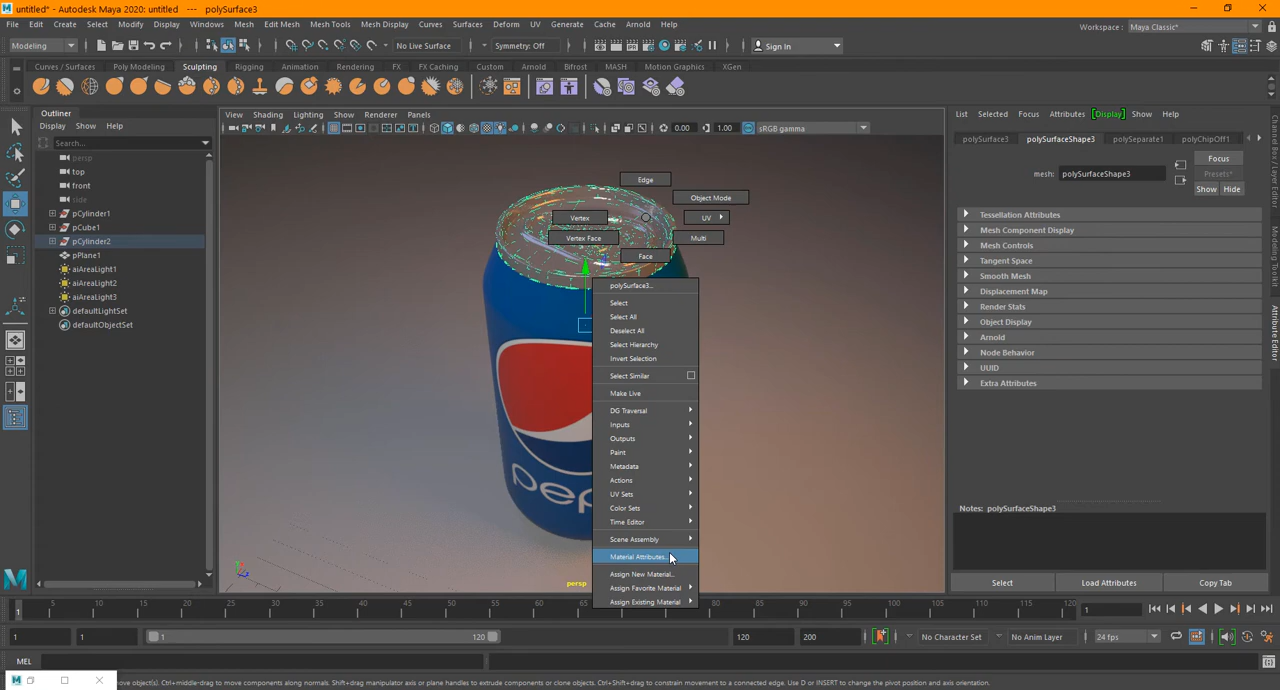 untitled* - Autodesk Maya 2020: untitled --- polySurface3
File Edit Create Select Modify Display Windows Mesh Edit Mesh Mesh Tools Mesh Display Curves Surfaces Deform UV Generate Cache Arnold Help
Workspace : Maya Classic*
Modeling No Live Surface Symmetry: Off Sign In
Curves / Surfaces Poly Modeling Sculpting Rigging Animation Rendering FX FX Caching Custom Arnold Bifrost MASH Motion Graphics XGen
Outliner
Display Show Help
Search...
persp
top
front
side
pCylinder1
pCube1
pCylinder2
pPlane1
aiAreaLight1
aiAreaLight2
aiAreaLight3
defaultLightSet
defaultObjectSet
View Shading Lighting Show Renderer Panels
0.00 1.00 sRGB gamma
Edge
Object Mode
Vertex
UV
Vertex Face
Multi
Face
polySurface3...
Select
Select All
Deselect All
Select Hierarchy
Invert Selection
Select Similar
Make Live
DG Traversal
Inputs
Outputs
Paint
Metadata
Actions
UV Sets
Color Sets
Time Editor
Scene Assembly
Material Attributes...
Assign New Material...
Assign Favorite Material
Assign Existing Material
persp
List Selected Focus Attributes Display Show Help
polySurface3 polySurfaceShape3 polySeparate1 polyChipOff1
Focus
mesh: polySurfaceShape3
Presets*
Show Hide
Tessellation Attributes
Mesh Component Display
Mesh Controls
Tangent Space
Smooth Mesh
Displacement Map
Render Stats
Object Display
Arnold
Node Behavior
UUID
Extra Attributes
Notes: polySurfaceShape3
Select Load Attributes Copy Tab
Channel Box / Layer Editor
Attribute Editor
5 10 15 20 25 30 35 40 45 50 55 60 65 75 80 85 90 95 100 105 110 115 120
1
1
1 1 1 120 120 200 No Character Set No Anim Layer 24 fps
MEL
move object(s). Ctrl+middle-drag to move components along normals. Shift+drag manipulator axis or plane handles to extrude components or clone objects. Ctrl+Shift+drag to constrain movement to a connected edge. Use D or INSERT to change the pivot position and axis orientation.